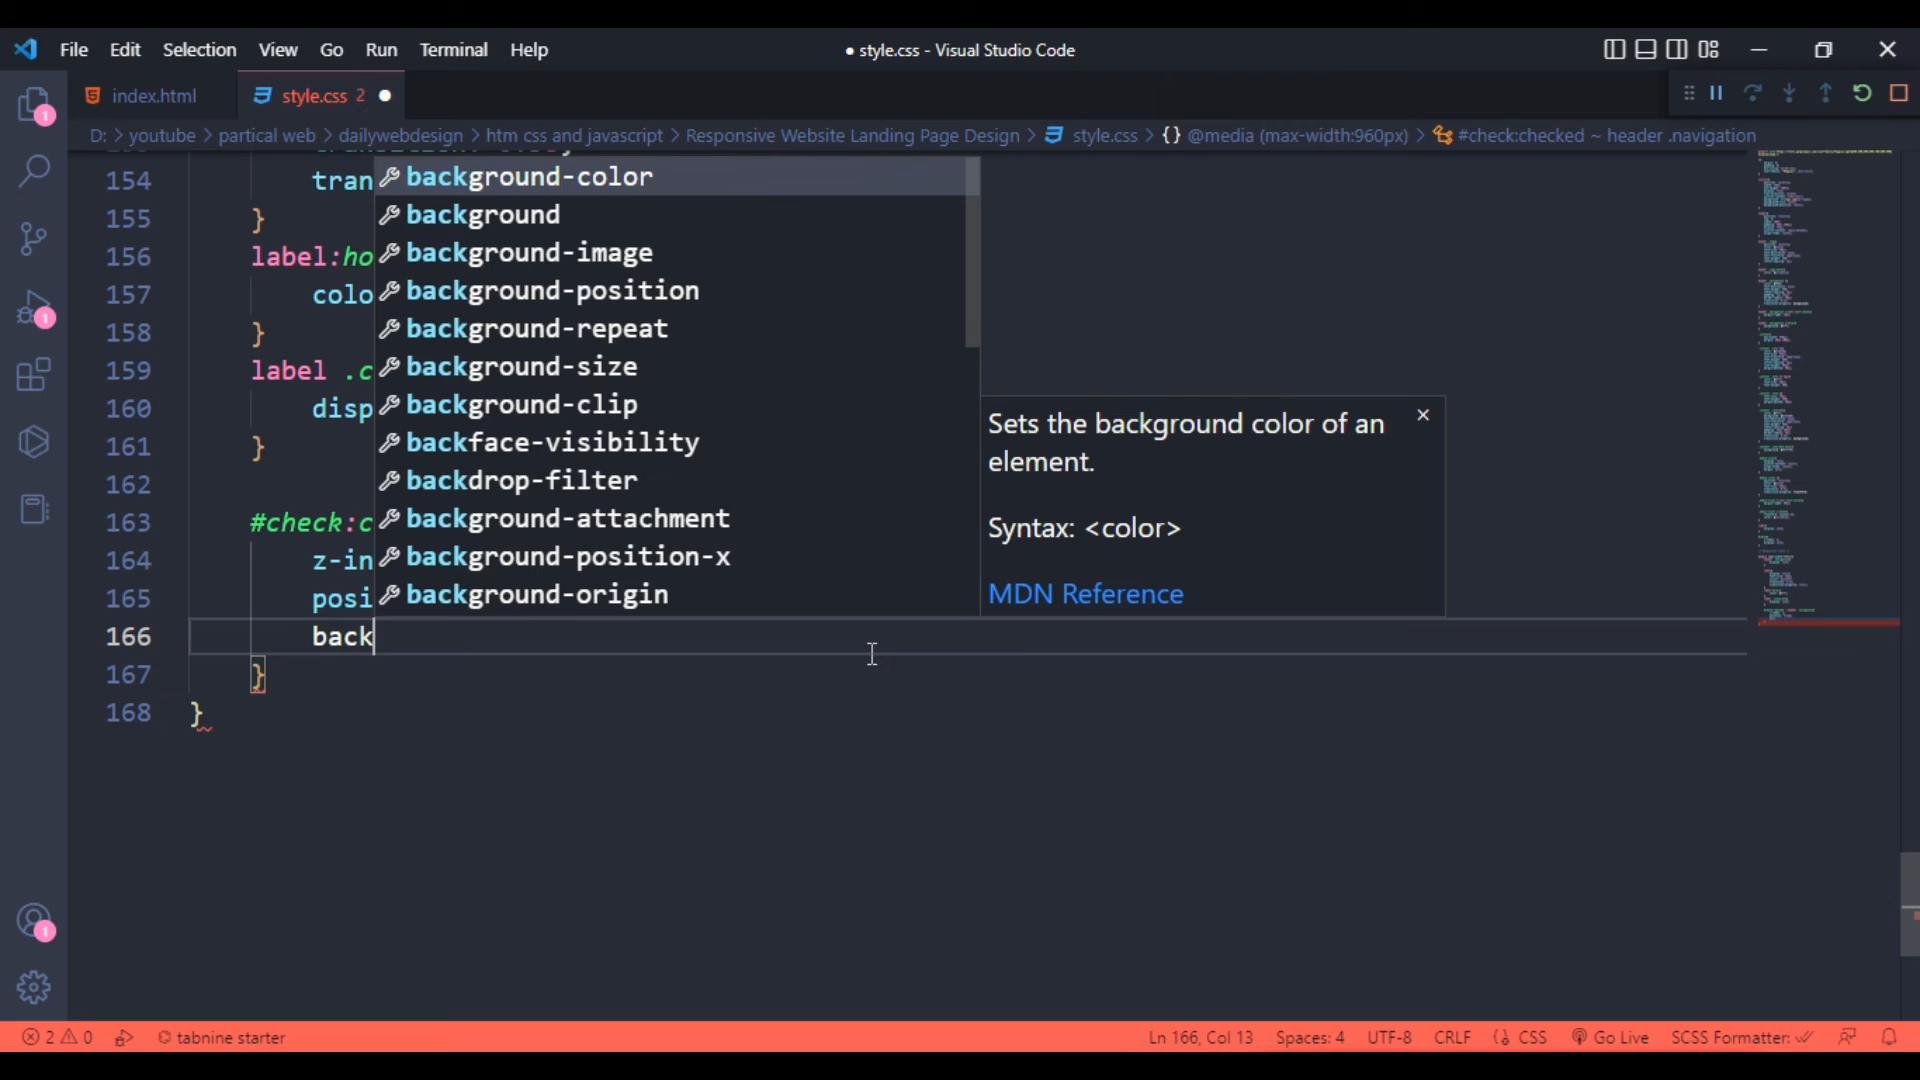 File Edit Selection View Go Run Terminal Help
● style.css - Visual Studio Code
index.html
style.css 2 ●
D: > youtube > partical web > dailywebdesign > htm css and javascript > Responsive Website Landing Page Design > style.css > {} @media (max-width:960px) > #check:checked ~ header .navigation
154 tran
155 }
156 label:ho
157 colo
158 }
159 label .c
160 disp
161 }
162
163 #check:c
164 z-in
165 posi
166 back
167 }
168 }
background-color
background
background-image
background-position
background-repeat
background-size
background-clip
backface-visibility
backdrop-filter
background-attachment
background-position-x
background-origin
Sets the background color of an
element.
Syntax: <color>
MDN Reference
1
1
1
2 0 tabnine starter
Ln 166, Col 13 Spaces: 4 UTF-8 CRLF CSS Go Live SCSS Formatter: